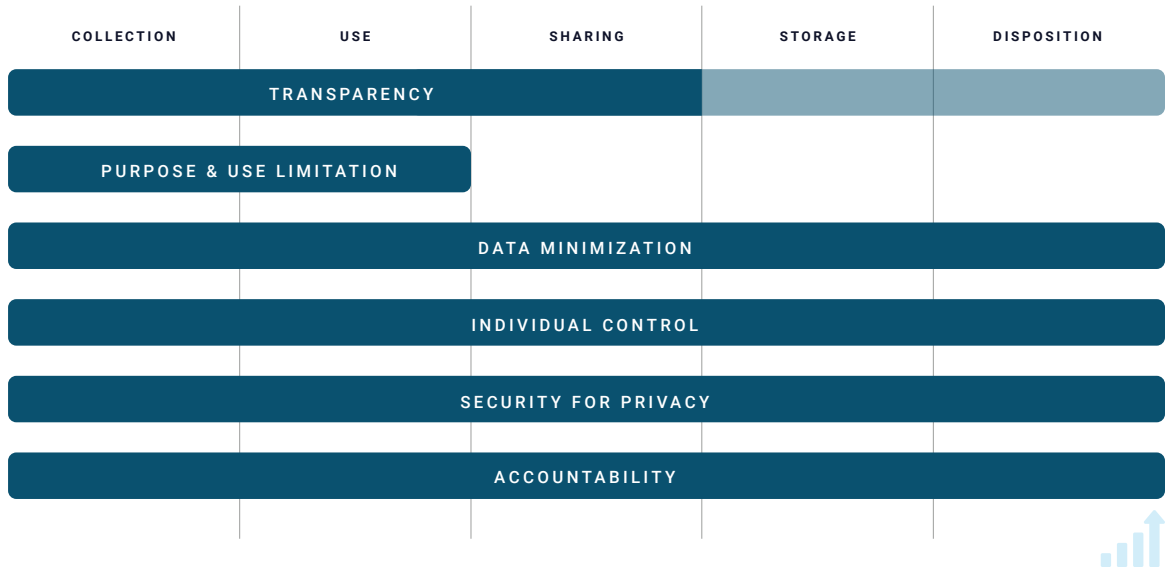 COLLECTION USE SHARING STORAGE DISPOSITION
TRANSPARENCY
PURPOSE & USE LIMITATION
DATA MINIMIZATION
INDIVIDUAL CONTROL
SECURITY FOR PRIVACY
ACCOUNTABILITY